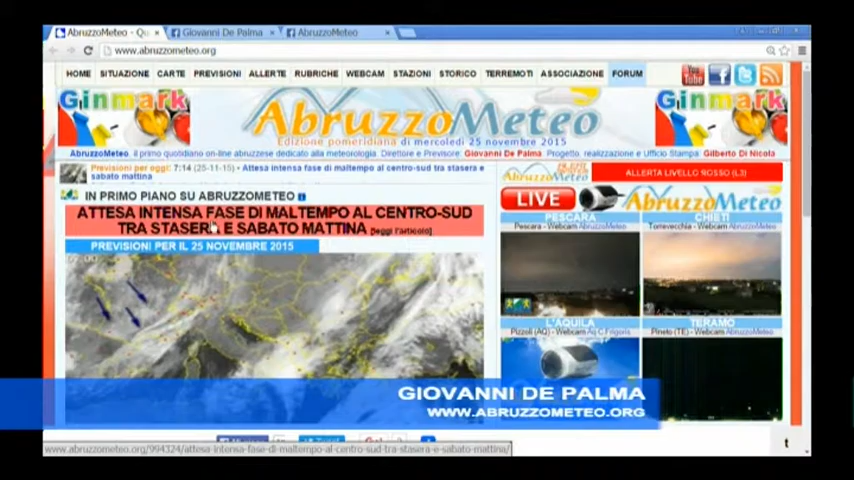 AbruzzoMeteo - Qu
Giovanni De Palma
AbruzzoMeteo
www.abruzzometeo.org
HOME SITUAZIONE CARTE PREVISIONI ALLERTE RUBRICHE WEBCAM STAZIONI STORICO TERREMOTI ASSOCIAZIONE FORUM
You Tube
Ginmark
AbruzzoMeteo
Ginmark
Edizione pomeridiana di mercoledì 25 novembre 2015
AbruzzoMeteo: il primo quotidiano on-line abruzzese dedicato alla meteorologia. Direttore e Previsore: Giovanni De Palma Progetto, realizzazione e Ufficio Stampa: Gilberto Di Nicola
Previsioni per oggi: 7:14 (25-11-15) - Attesa intensa fase di maltempo al centro-sud tra stasera e
sabato mattina
AbruzzoMeteo
ALLERTA LIVELLO ROSSO (L3)
IN PRIMO PIANO SU ABRUZZOMETEO
LIVE
AbruzzoMeteo
ATTESA INTENSA FASE DI MALTEMPO AL CENTRO-SUD
TRA STASERA E SABATO MATTINA [leggi l'articolo]
PREVISIONI PER IL 25 NOVEMBRE 2015
PESCARA
CHIETI
Pescara - Webcam AbruzzoMeteo
Torrevecchia - Webcam AbruzzoMeteo
L'AQUILA
TERAMO
Pizzoli (AQ) -
Pineto (TE) - Webcam AbruzzoMeteo
GIOVANNI DE PALMA
WWW.ABRUZZOMETEO.ORG
abruzzometeo.org/994324/attesa-intensa-fase-di-maltempo-al-centro-sud-tra-stasera-e-sabato-mattina/
t